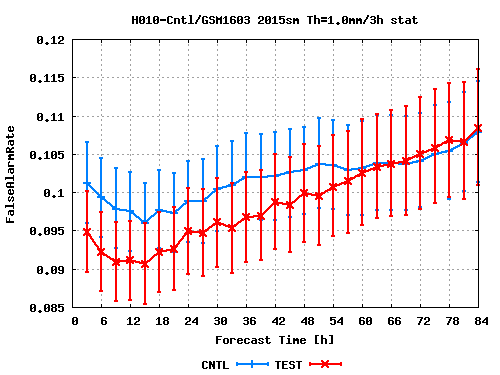 H010-Cntl/GSM1603 2015sm Th=1.0mm/3h stat
0.12
0.115
0.11
0.105
0.1
0.095
0.09
0.085
FalseAlarmRate
0 6 12 18 24 30 36 42 48 54 60 66 72 78 84
Forecast Time [h]
CNTL TEST